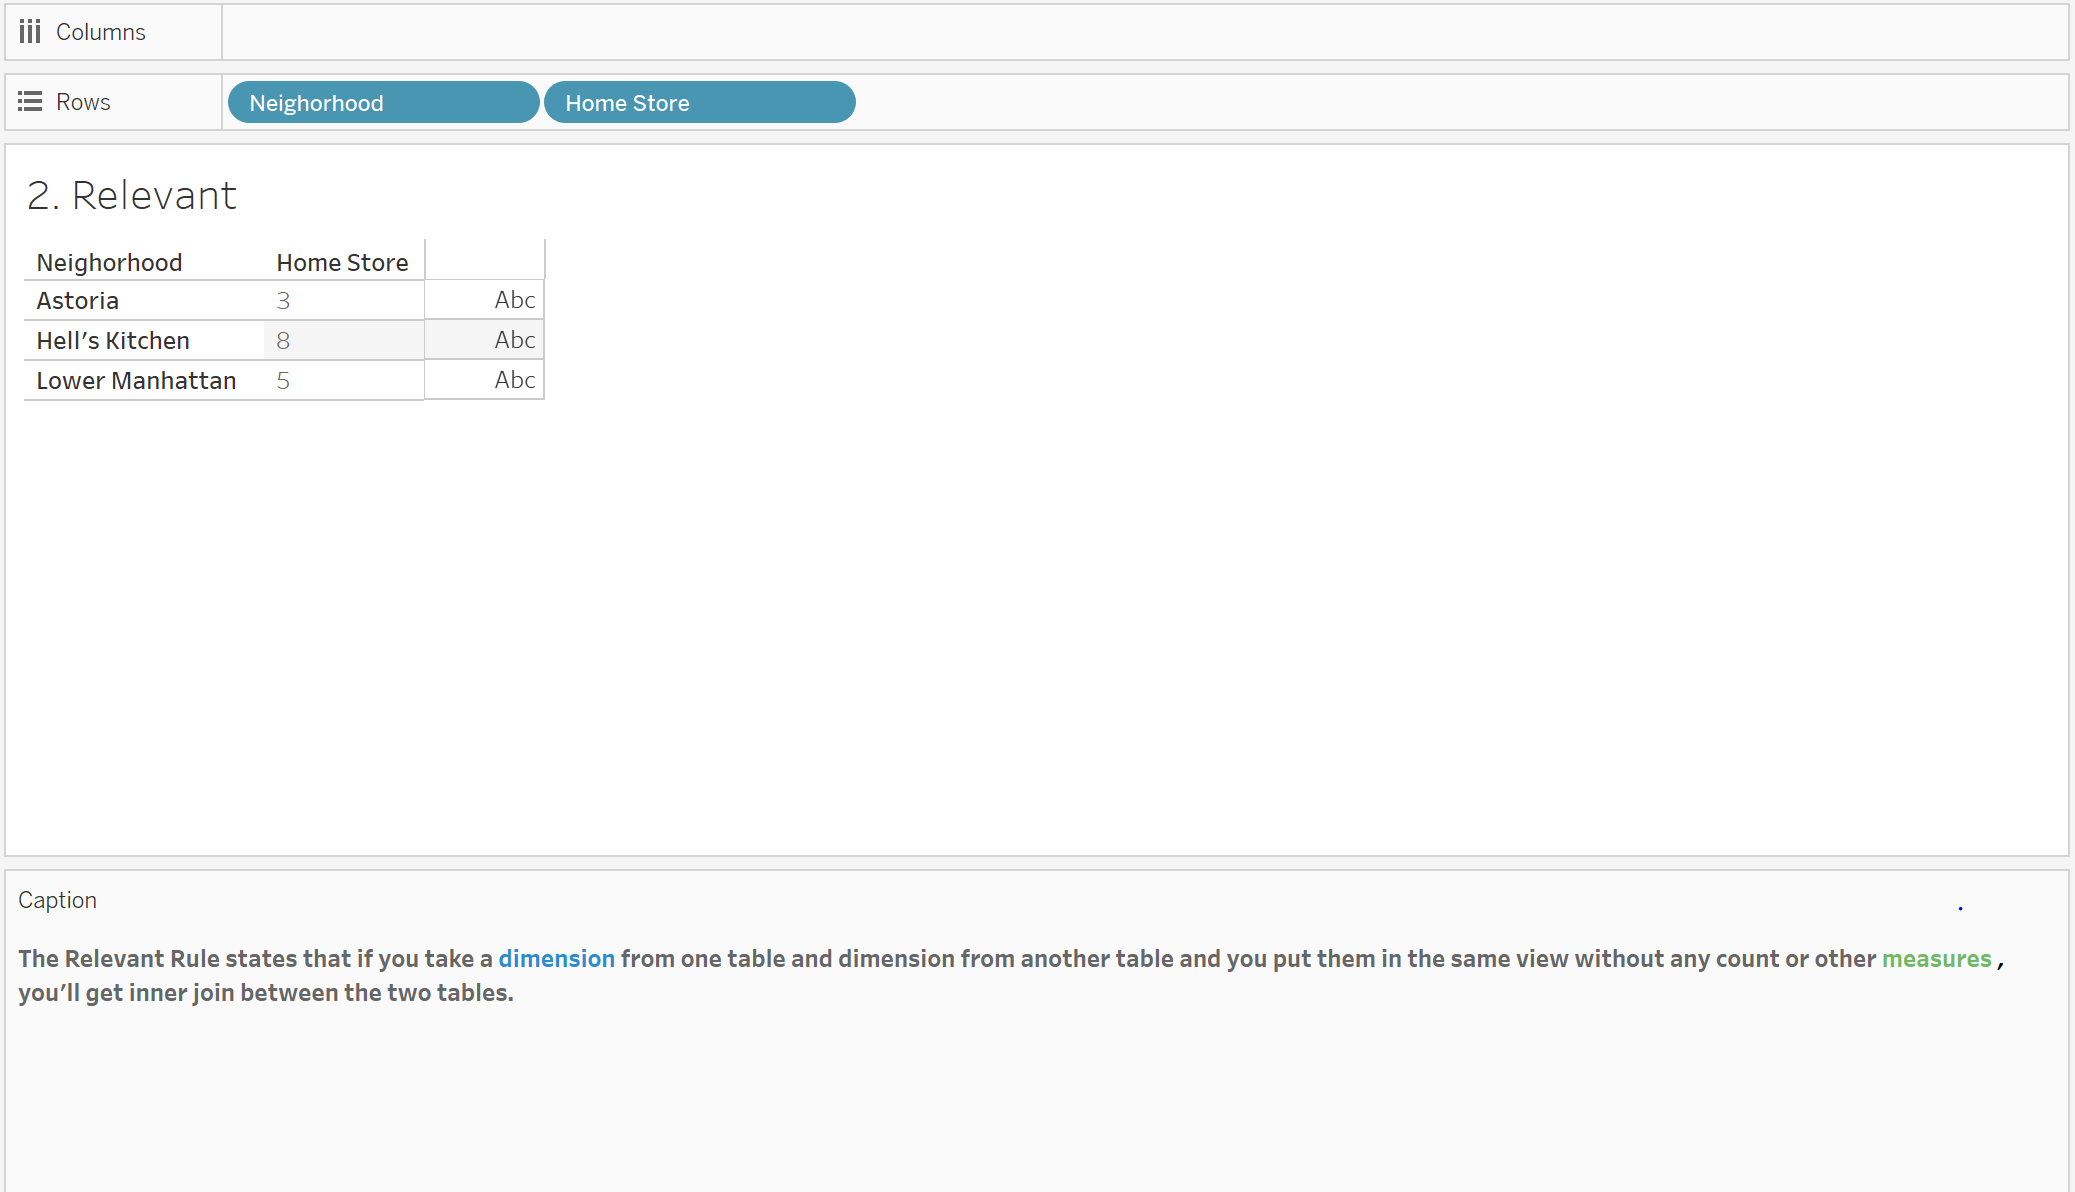 Columns
Rows Neighorhood Home Store
2. Relevant
Neighorhood Home Store
Astoria 3 Abc
Hell’s Kitchen 8 Abc
Lower Manhattan 5 Abc
Caption
The Relevant Rule states that if you take a dimension from one table and dimension from another table and you put them in the same view without any count or other measures ,
you’ll get inner join between the two tables.